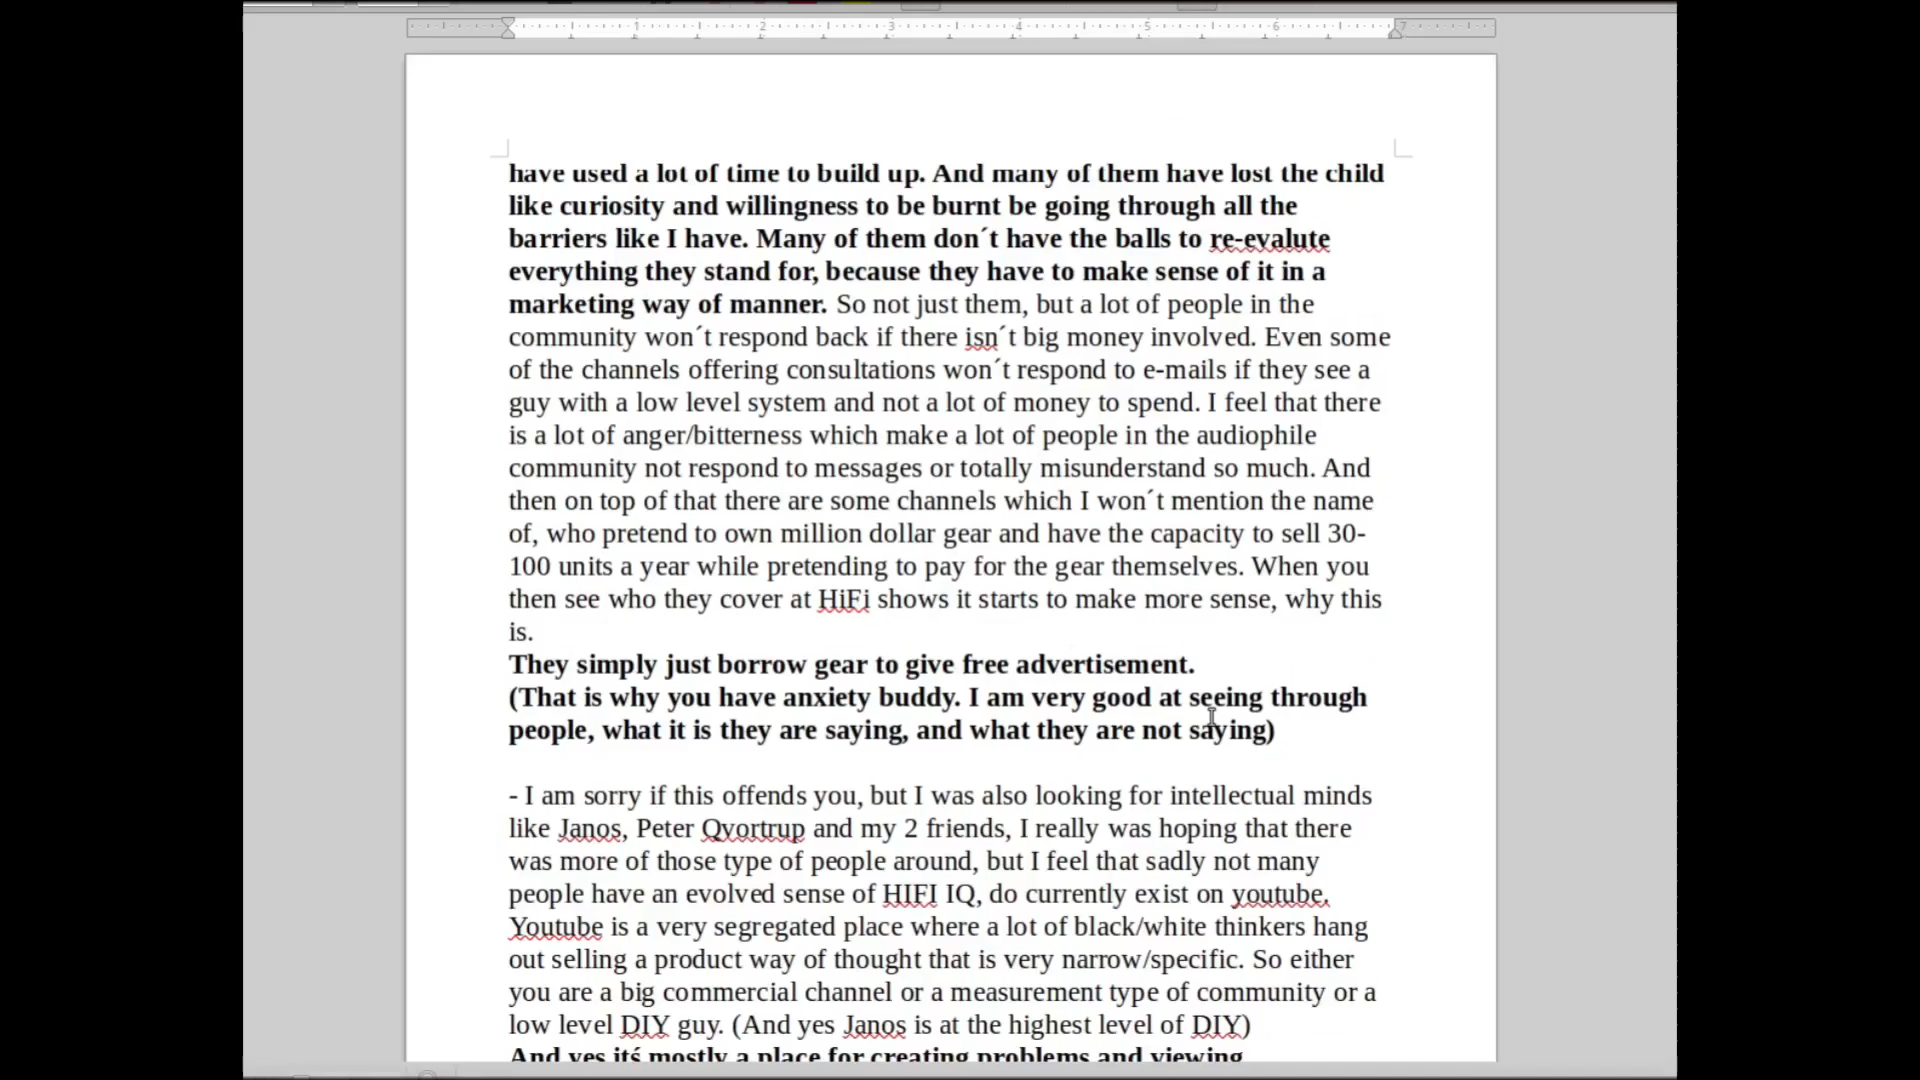 1 2 3 4 5 6 7
have used a lot of time to build up. And many of them have lost the child
like curiosity and willingness to be burnt be going through all the
barriers like I have. Many of them don´t have the balls to re-evalute
everything they stand for, because they have to make sense of it in a
marketing way of manner. So not just them, but a lot of people in the
community won´t respond back if there isn´t big money involved. Even some
of the channels offering consultations won´t respond to e-mails if they see a
guy with a low level system and not a lot of money to spend. I feel that there
is a lot of anger/bitterness which make a lot of people in the audiophile
community not respond to messages or totally misunderstand so much. And
then on top of that there are some channels which I won´t mention the name
of, who pretend to own million dollar gear and have the capacity to sell 30-
100 units a year while pretending to pay for the gear themselves. When you
then see who they cover at HiFi shows it starts to make more sense, why this
is.
They simply just borrow gear to give free advertisement.
(That is why you have anxiety buddy. I am very good at seeing through
people, what it is they are saying, and what they are not saying)
- I am sorry if this offends you, but I was also looking for intellectual minds
like Janos, Peter Qvortrup and my 2 friends, I really was hoping that there
was more of those type of people around, but I feel that sadly not many
people have an evolved sense of HIFI IQ, do currently exist on youtube.
Youtube is a very segregated place where a lot of black/white thinkers hang
out selling a product way of thought that is very narrow/specific. So either
you are a big commercial channel or a measurement type of community or a
low level DIY guy. (And yes Janos is at the highest level of DIY)
And yes itś mostly a place for creating problems and viewing